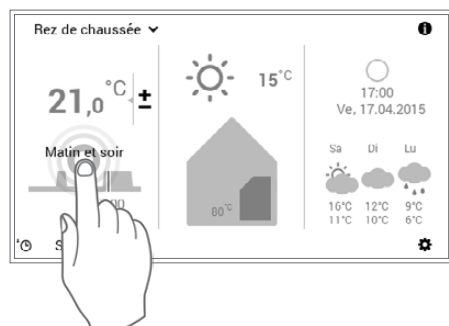 Rez de chaussée
21,0 °C ±
15°C
17:00
Ve, 17.04.2015
Matin et soir
80°C
Sa Di Lu
16°C 12°C 9°C
11°C 10°C 6°C